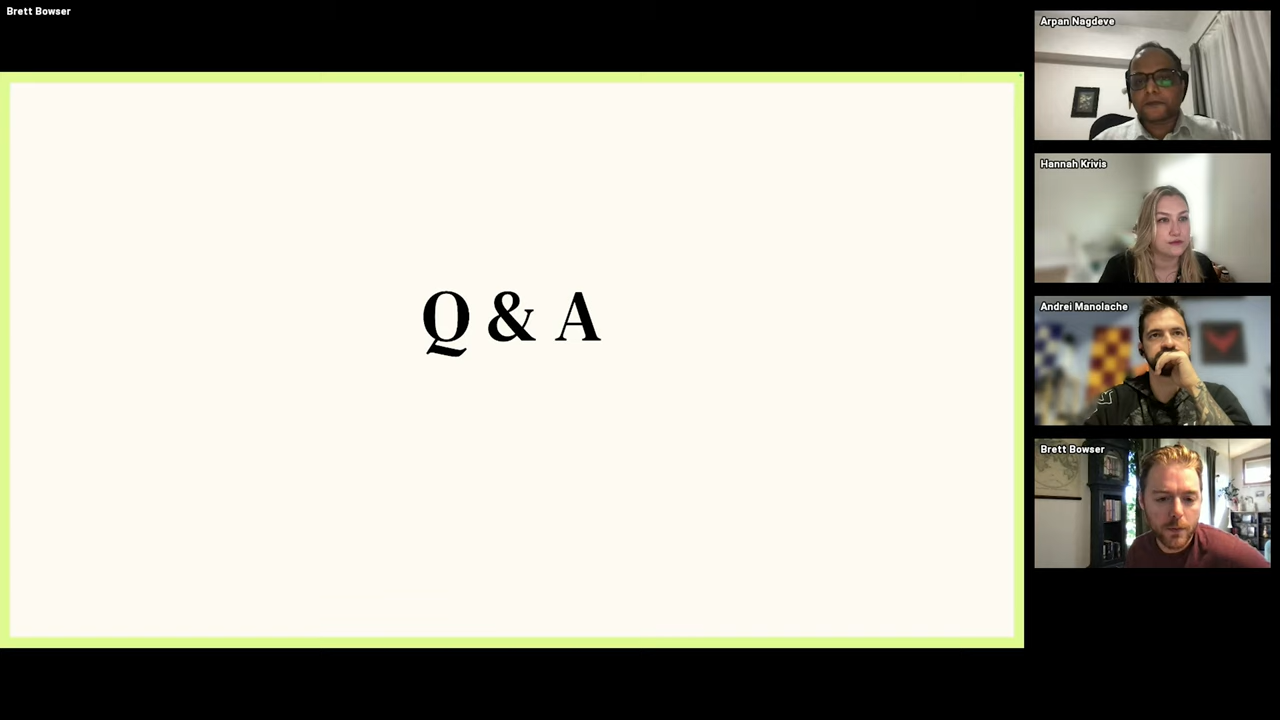 Brett Bowser
Q & A
Arpan Nagdeve
Hannah Krivis
Andrei Manolache
Brett Bowser